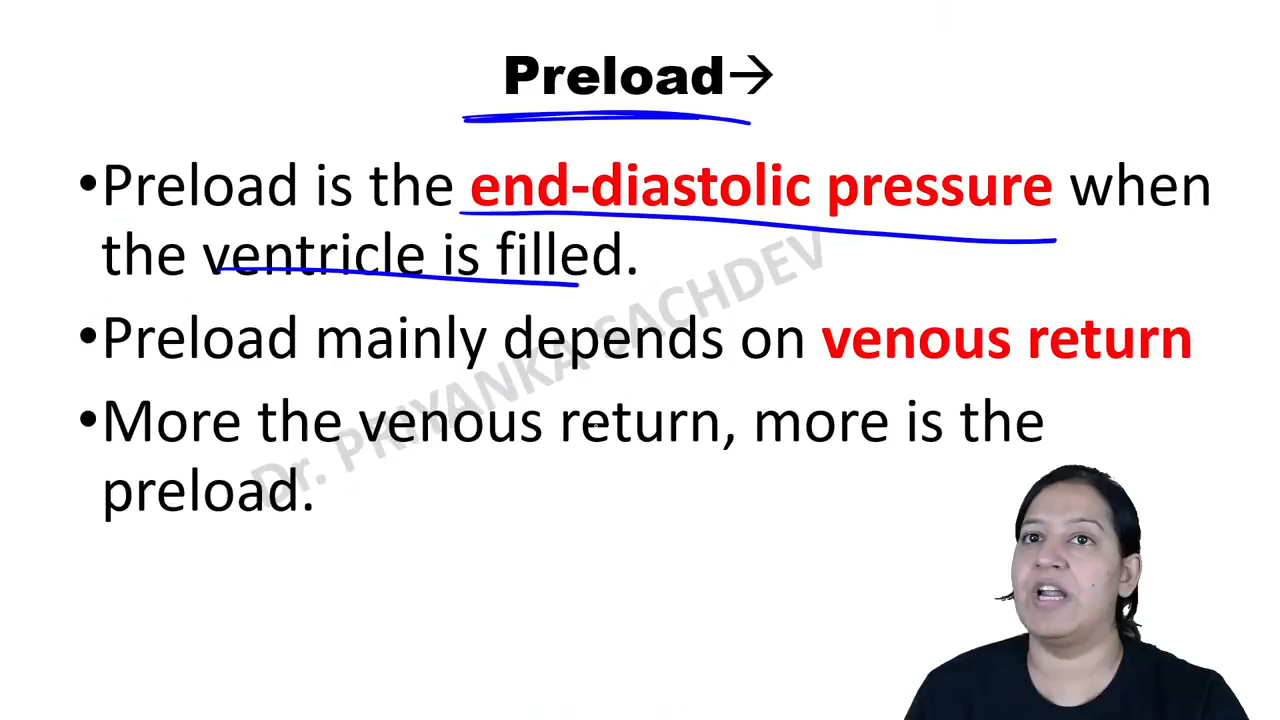 Preload→
•Preload is the end-diastolic pressure when
the ventricle is filled.
•Preload mainly depends on venous return
•More the venous return, more is the
preload.
Dr. PRIYANKA SACHDEV